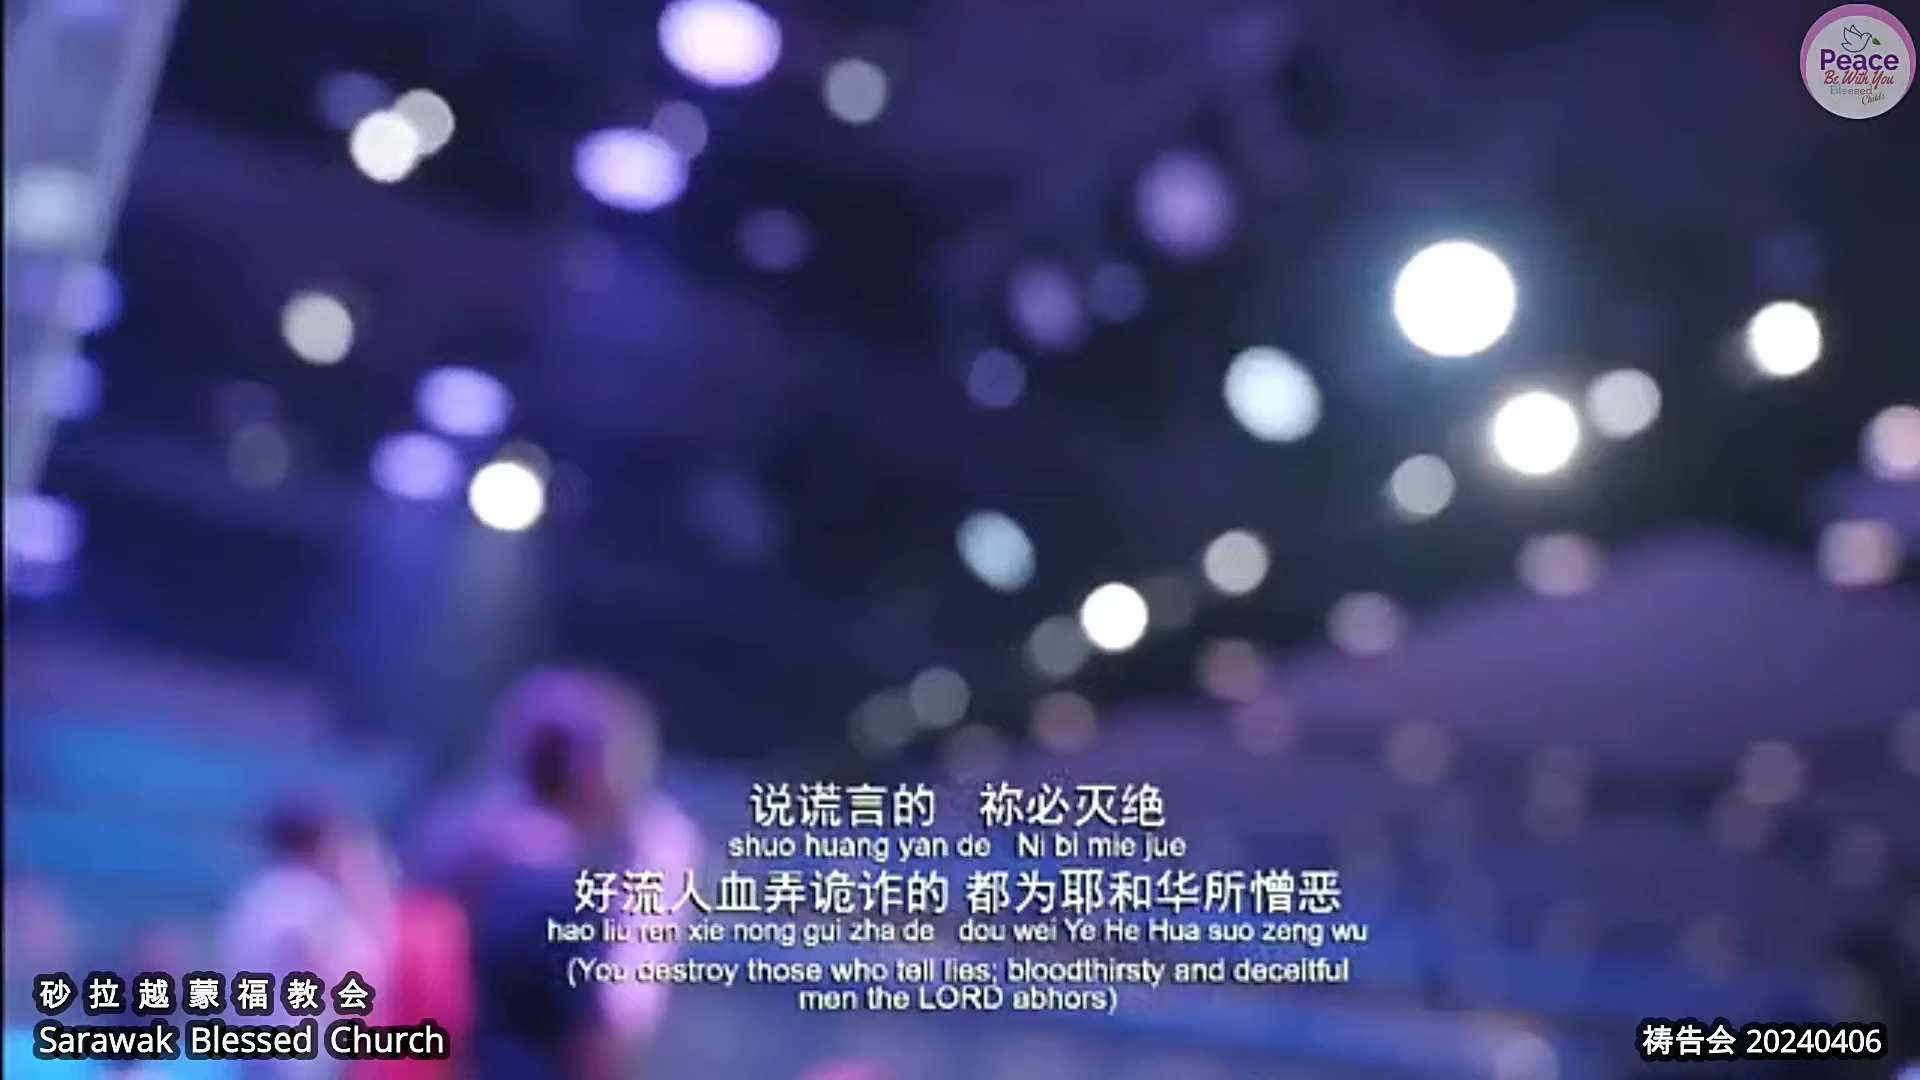 Peace
Be With You
Blessed
Child's
说谎言的 祢必灭绝
shuo huang yan de Ni bi mie jue
好流人血弄诡诈的 都为耶和华所憎恶
hao liu ren xie nong gui zha de dou wei Ye He Hua suo zeng wu
(You destroy those who tell lies; bloodthirsty and deceitful
men the LORD abhors)
砂拉越蒙福教会
Sarawak Blessed Church
祷告会 20240406